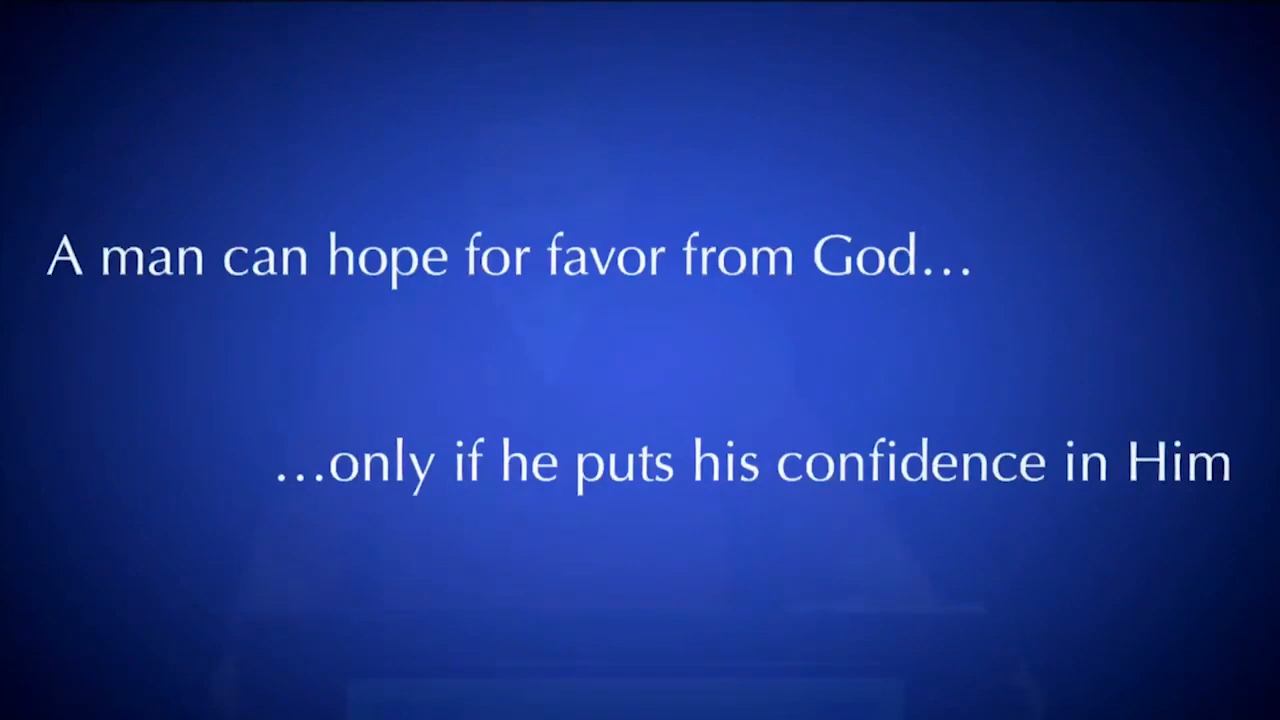 A man can hope for favor from God…
…only if he puts his confidence in Him